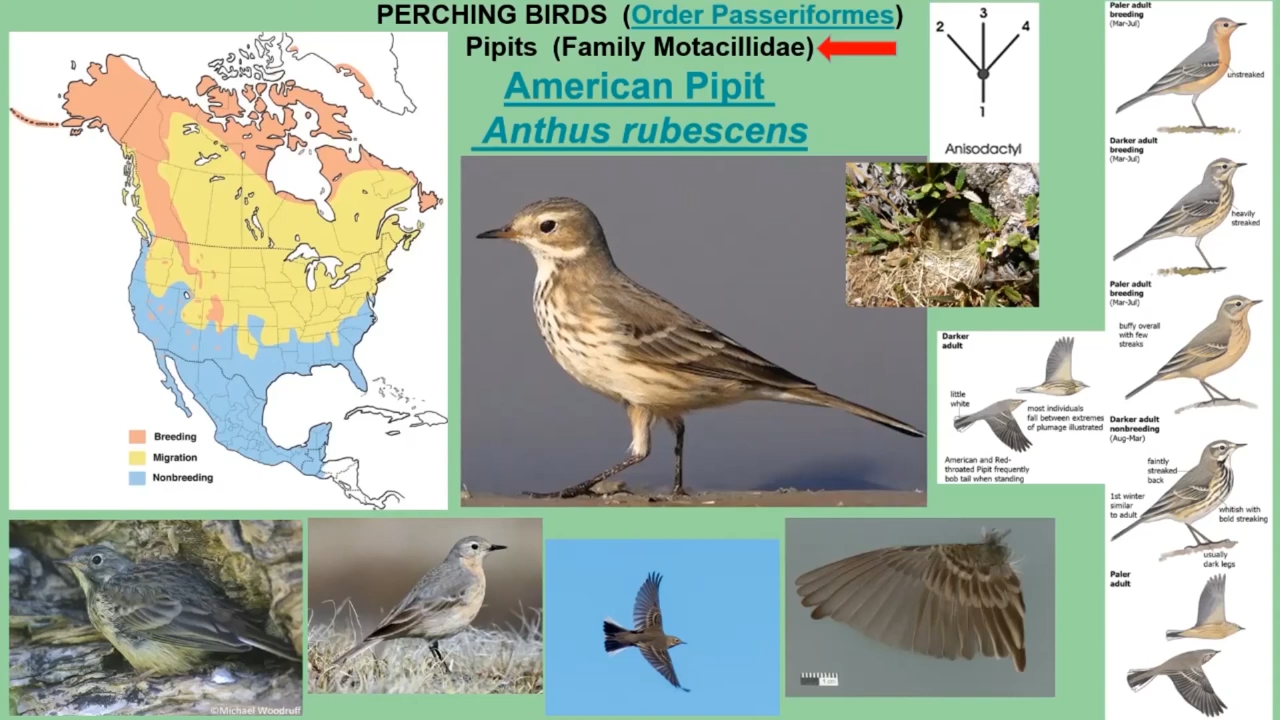 PERCHING BIRDS (Order Passeriformes)
Pipits (Family Motacillidae)
American Pipit
Anthus rubescens
Breeding
Migration
Nonbreeding
2
3
4
1
Anisodactyl
Darker
adult
little
white
most individuals
fall between extremes
of plumage illustrated
American and Red-
throated Pipit frequently
bob tail when standing
Paler adult
breeding
(Mar-Jul)
unstreaked
Darker adult
breeding
(Mar-Jul)
heavily
streaked
Paler adult
breeding
(Mar-Jul)
buffy overall
with few
streaks
Darker adult
nonbreeding
(Aug-Mar)
faintly
streaked
back
1st winter
similar
to adult
whitish with
bold streaking
usually
dark legs
Paler
adult
©Michael Woodruff
1 cm